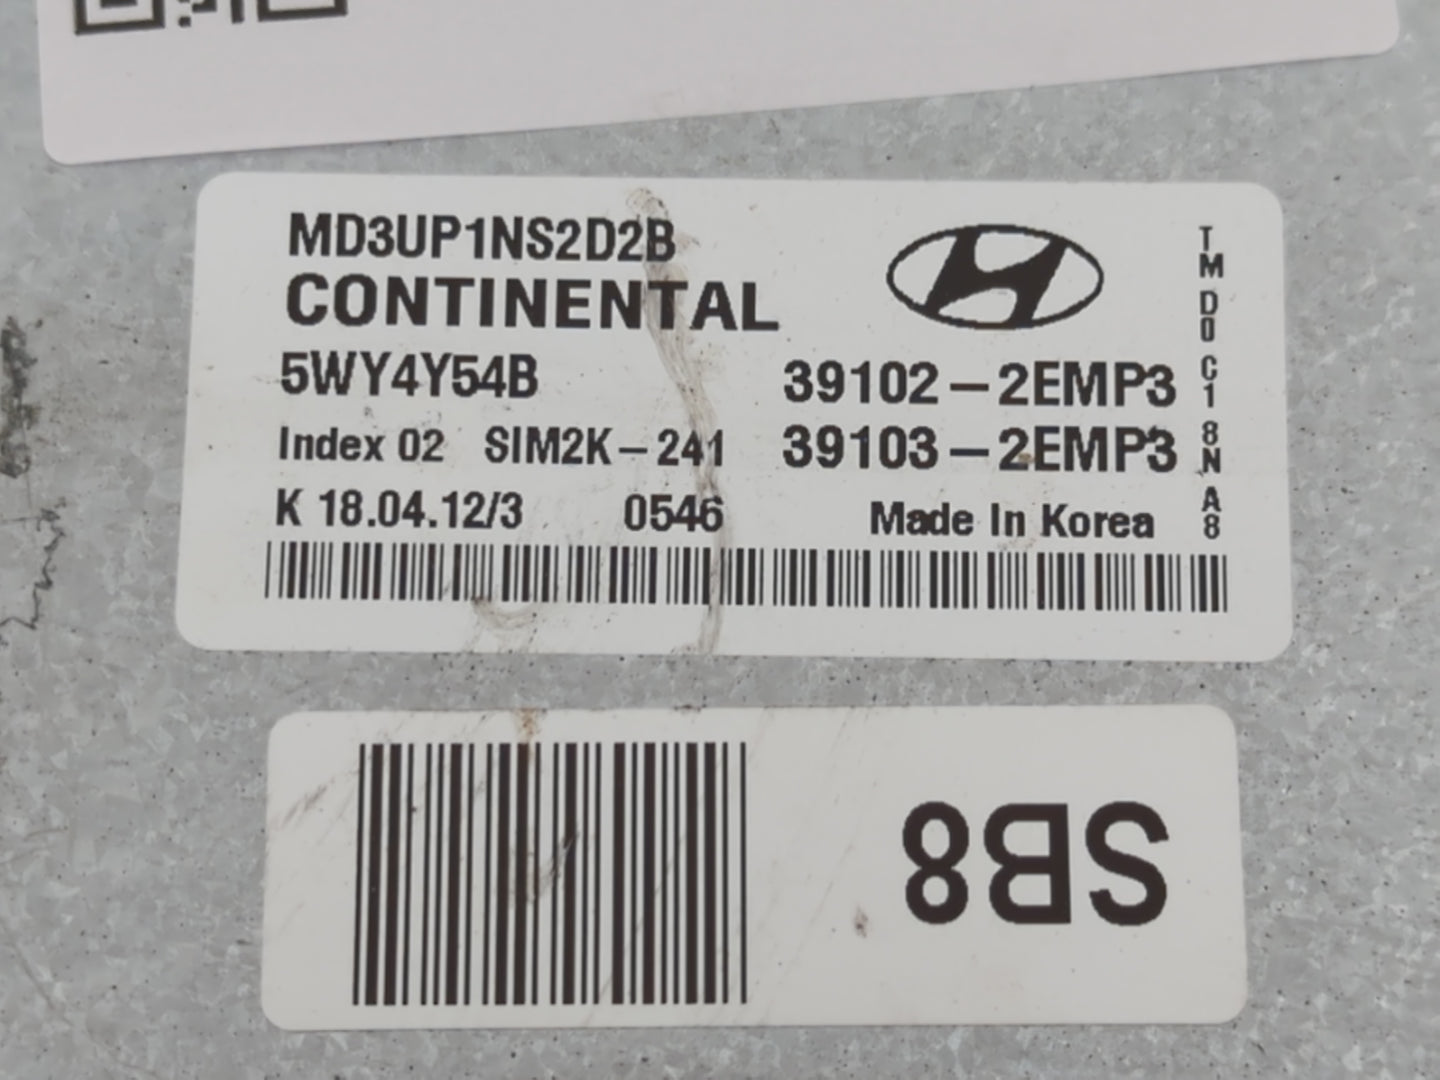 MD3UP1NS2D2B
CONTINENTAL
5WY4Y54B
39102-2EMP3
Index 02 SIM2K-241
39103-2EMP3
K 18.04.12/3 0546
Made In Korea
TM D0 C1 8N A8
SB8